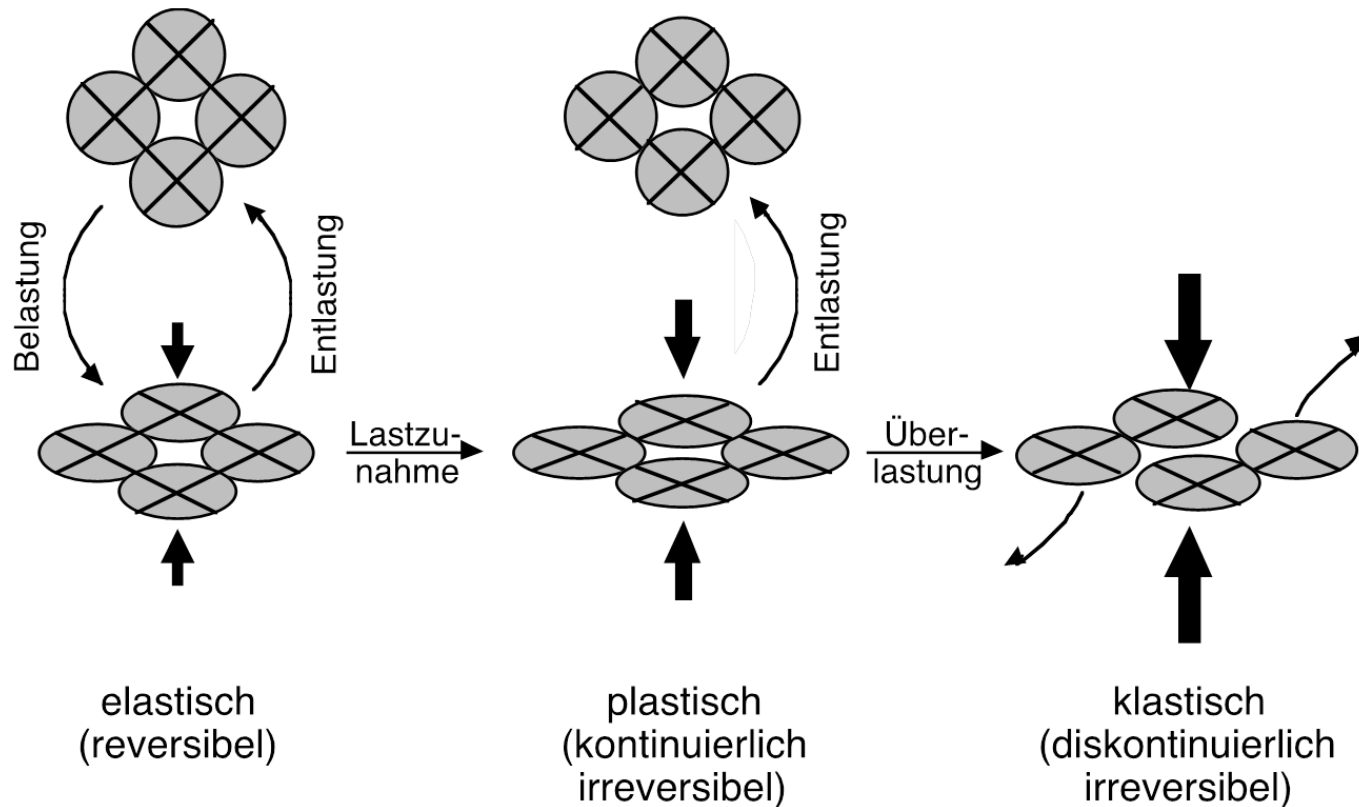 Belastung
Entlastung
Entlastung
Lastzu-
nahme
Über-
lastung
elastisch
(reversibel)
plastisch
(kontinuierlich
irreversibel)
klastisch
(diskontinuierlich
irreversibel)